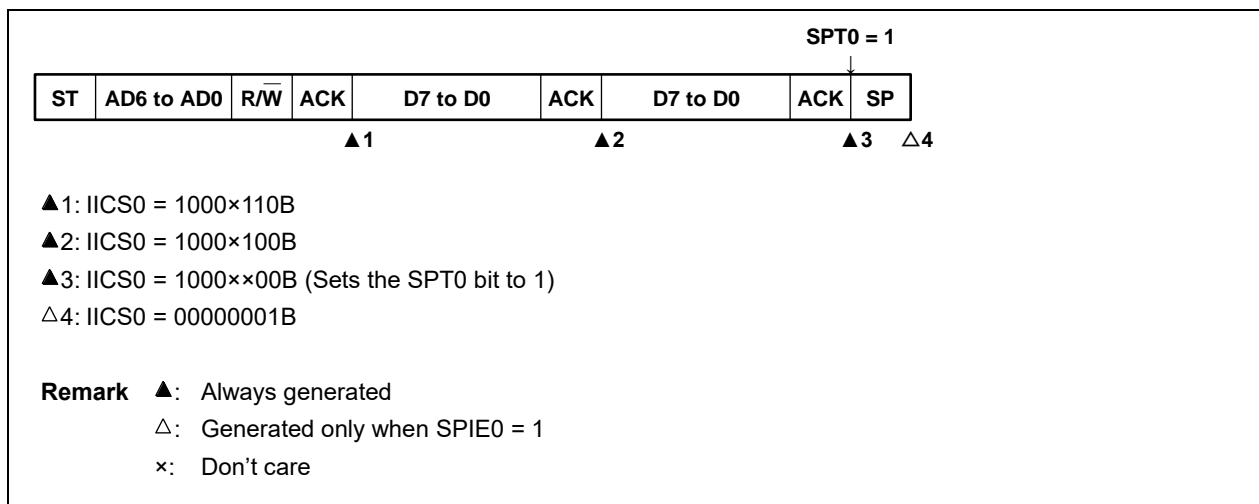 SPT0 = 1
↓
ST AD6 to AD0 R/W̅ ACK D7 to D0 ACK D7 to D0 ACK SP
▲1 ▲2 ▲3 △4
▲1: IICS0 = 1000×110B
▲2: IICS0 = 1000×100B
▲3: IICS0 = 1000××00B (Sets the SPT0 bit to 1)
△4: IICS0 = 00000001B
Remark ▲: Always generated
△: Generated only when SPIE0 = 1
×: Don't care